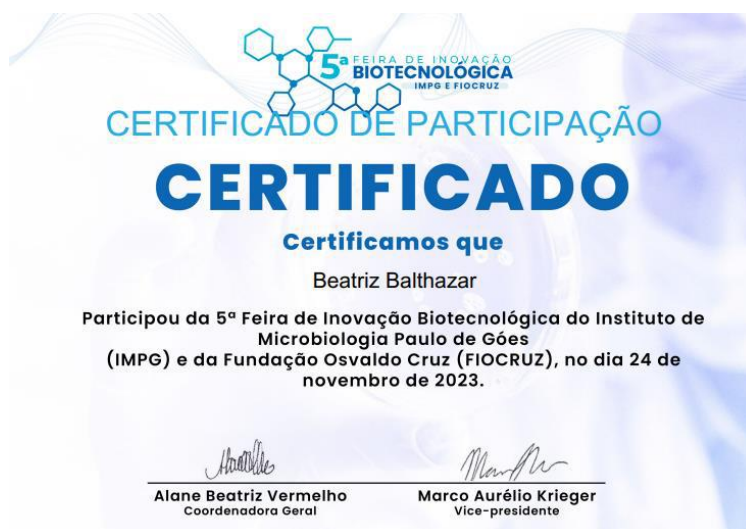 5ª FEIRA DE INOVAÇÃO
BIOTECNOLÓGICA
IMPG E FIOCRUZ
CERTIFICADO DE PARTICIPAÇÃO
CERTIFICADO
Certificamos que
Beatriz Balthazar
Participou da 5ª Feira de Inovação Biotecnológica do Instituto de
Microbiologia Paulo de Góes
(IMPG) e da Fundação Osvaldo Cruz (FIOCRUZ), no dia 24 de
novembro de 2023.
Alane Beatriz Vermelho
Coordenadora Geral
Marco Aurélio Krieger
Vice-presidente